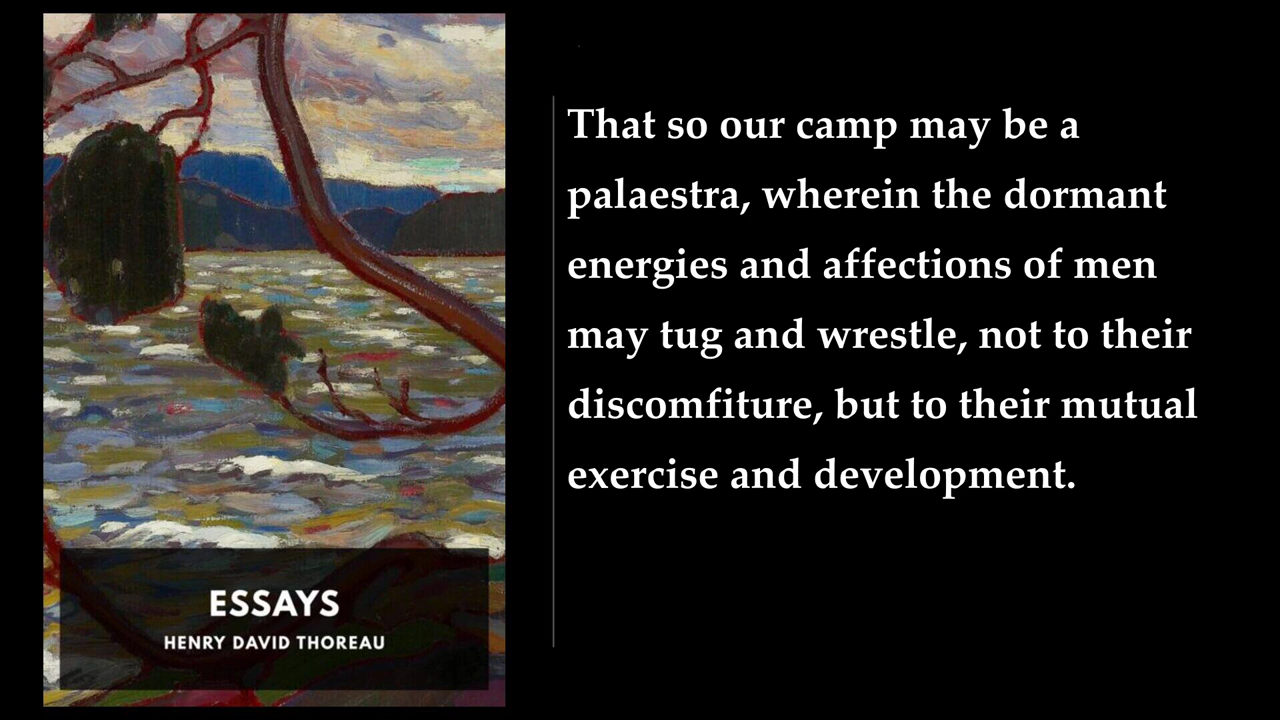 ESSAYS
HENRY DAVID THOREAU
That so our camp may be a
palaestra, wherein the dormant
energies and affections of men
may tug and wrestle, not to their
discomfiture, but to their mutual
exercise and development.